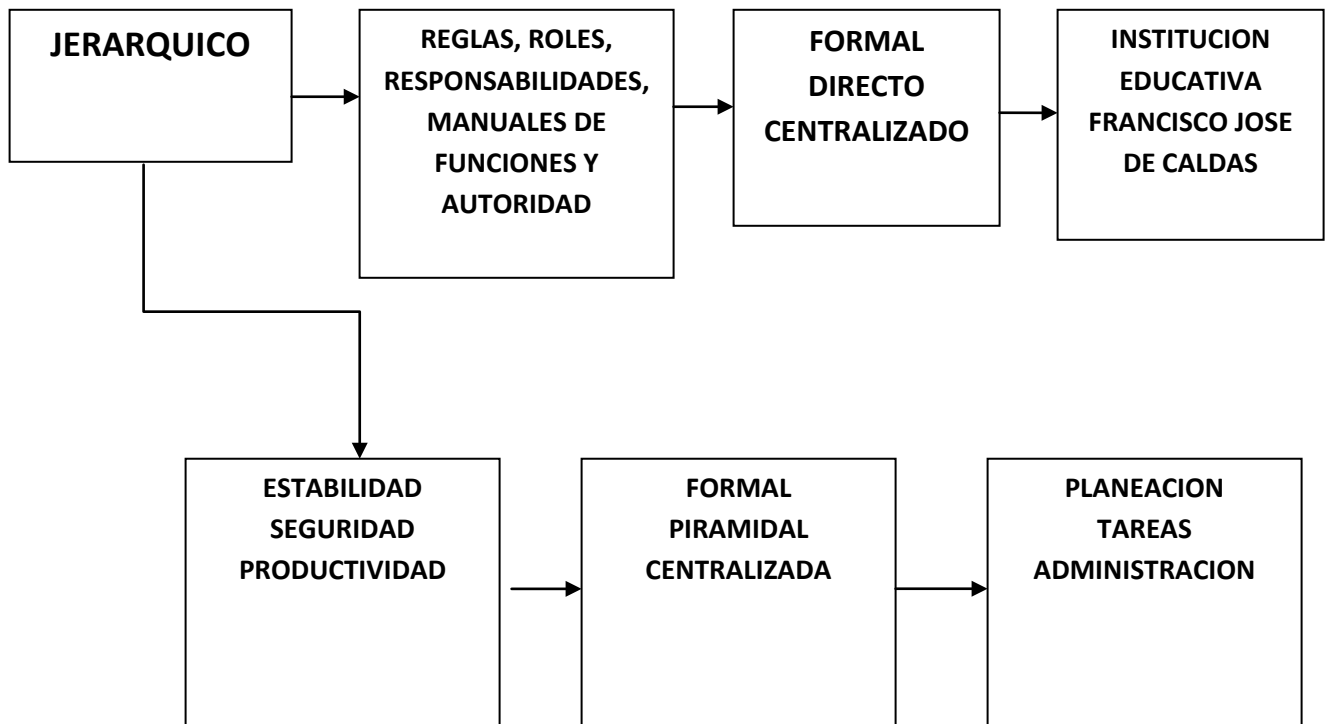 JERARQUICO
REGLAS, ROLES,
RESPONSABILIDADES,
MANUALES DE
FUNCIONES Y
AUTORIDAD
FORMAL
DIRECTO
CENTRALIZADO
INSTITUCION
EDUCATIVA
FRANCISCO JOSE
DE CALDAS
ESTABILIDAD
SEGURIDAD
PRODUCTIVIDAD
FORMAL
PIRAMIDAL
CENTRALIZADA
PLANEACION
TAREAS
ADMINISTRACION